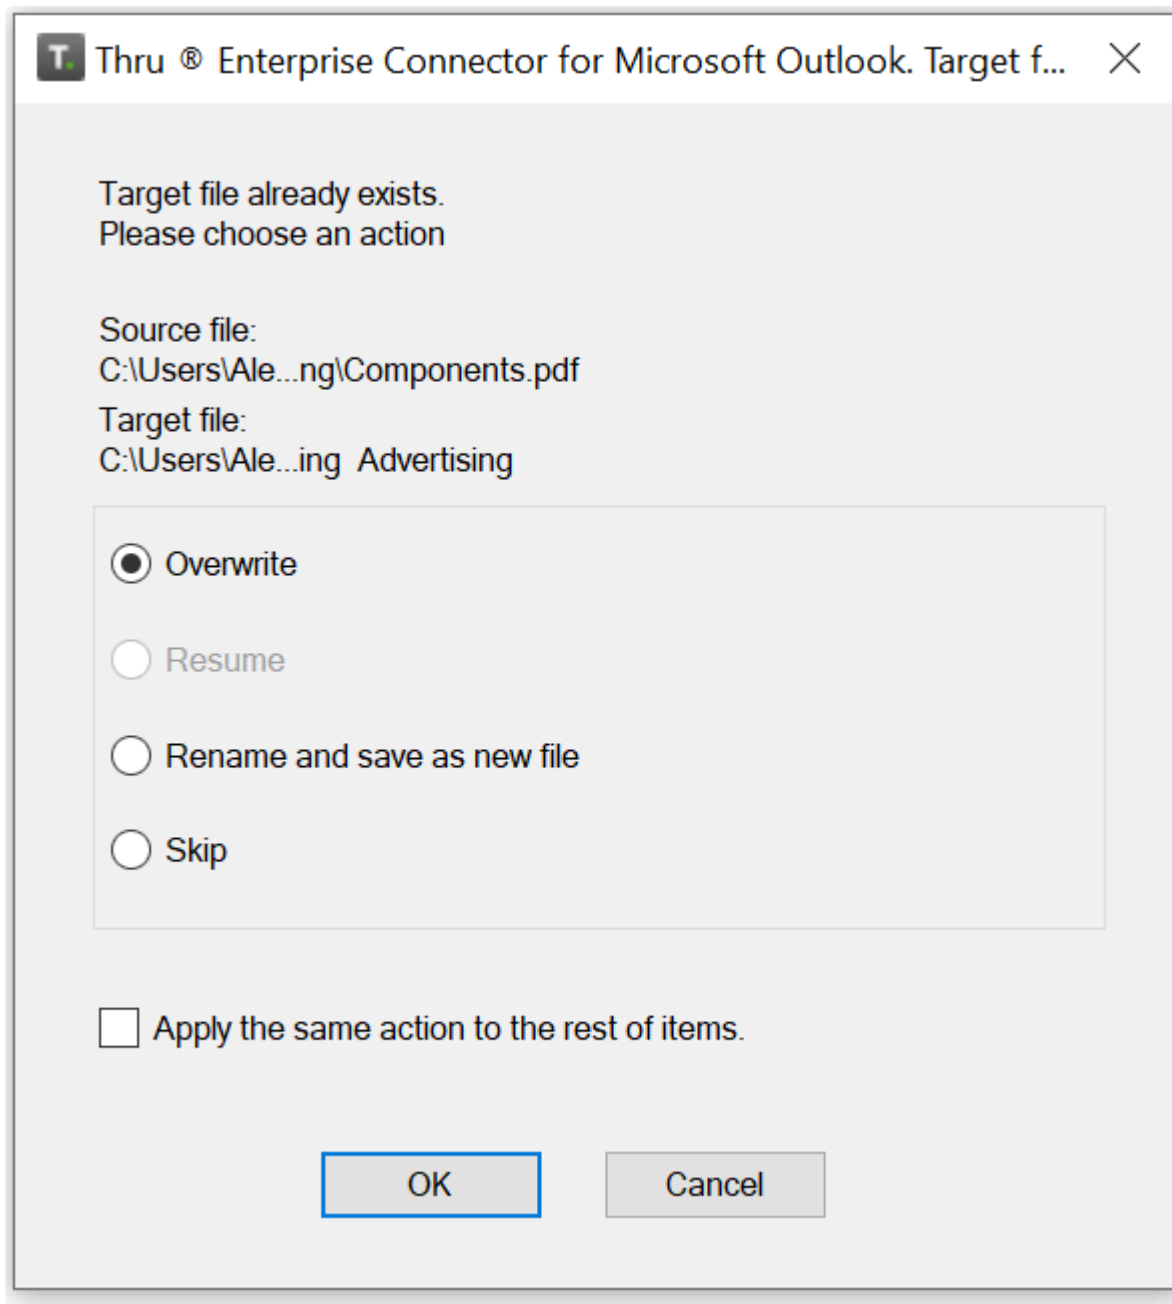 T.
Thru ® Enterprise Connector for Microsoft Outlook. Target f...
Target file already exists.
Please choose an action
Source file:
C:\Users\Ale...ng\Components.pdf
Target file:
C:\Users\Ale...ing  Advertising
Overwrite
Resume
Rename and save as new file
Skip
Apply the same action to the rest of items.
OK
Cancel